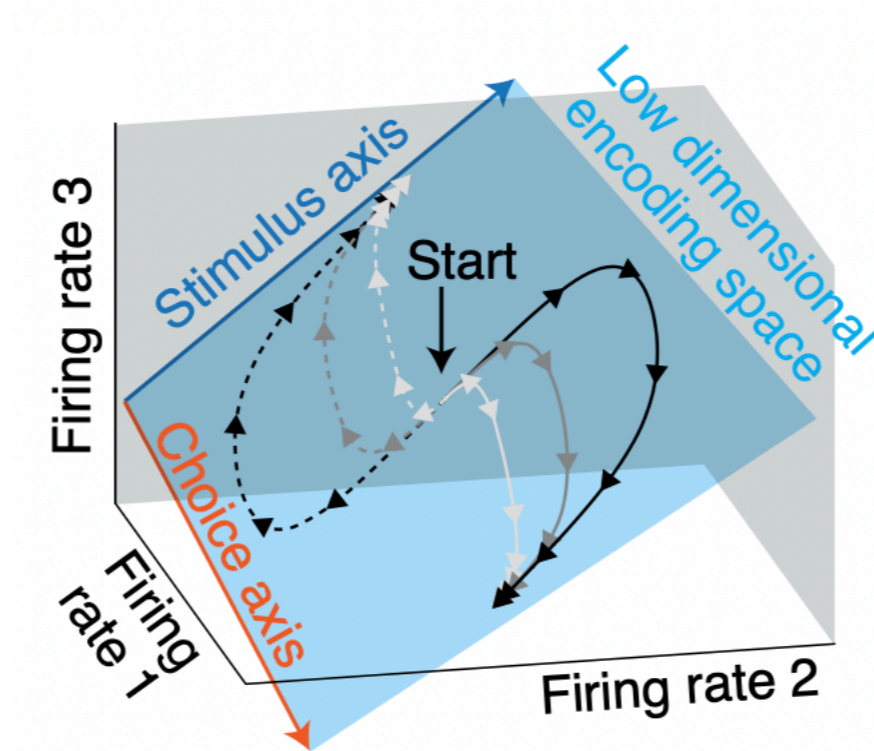 Low dimensional
encoding space
Stimulus axis
Start
Firing rate 3
Choice axis
Firing
rate 1
Firing rate 2